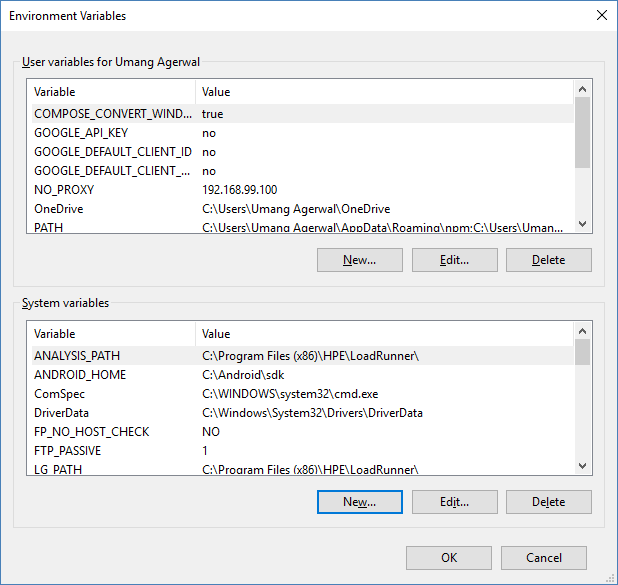 Environment Variables
User variables for Umang Agerwal
Variable Value
COMPOSE_CONVERT_WIND... true
GOOGLE_API_KEY no
GOOGLE_DEFAULT_CLIENT_ID no
GOOGLE_DEFAULT_CLIENT_... no
NO_PROXY 192.168.99.100
OneDrive C:\Users\Umang Agerwal\OneDrive
PATH C:\Users\Umang Agerwal\AppData\Roaming\npm;C:\Users\Uman...
New... Edit... Delete
System variables
Variable Value
ANALYSIS_PATH C:\Program Files (x86)\HPE\LoadRunner\
ANDROID_HOME C:\Android\sdk
ComSpec C:\WINDOWS\system32\cmd.exe
DriverData C:\Windows\System32\Drivers\DriverData
FP_NO_HOST_CHECK NO
FTP_PASSIVE 1
LG_PATH C:\Program Files (x86)\HPE\LoadRunner\
New... Edit... Delete
OK Cancel